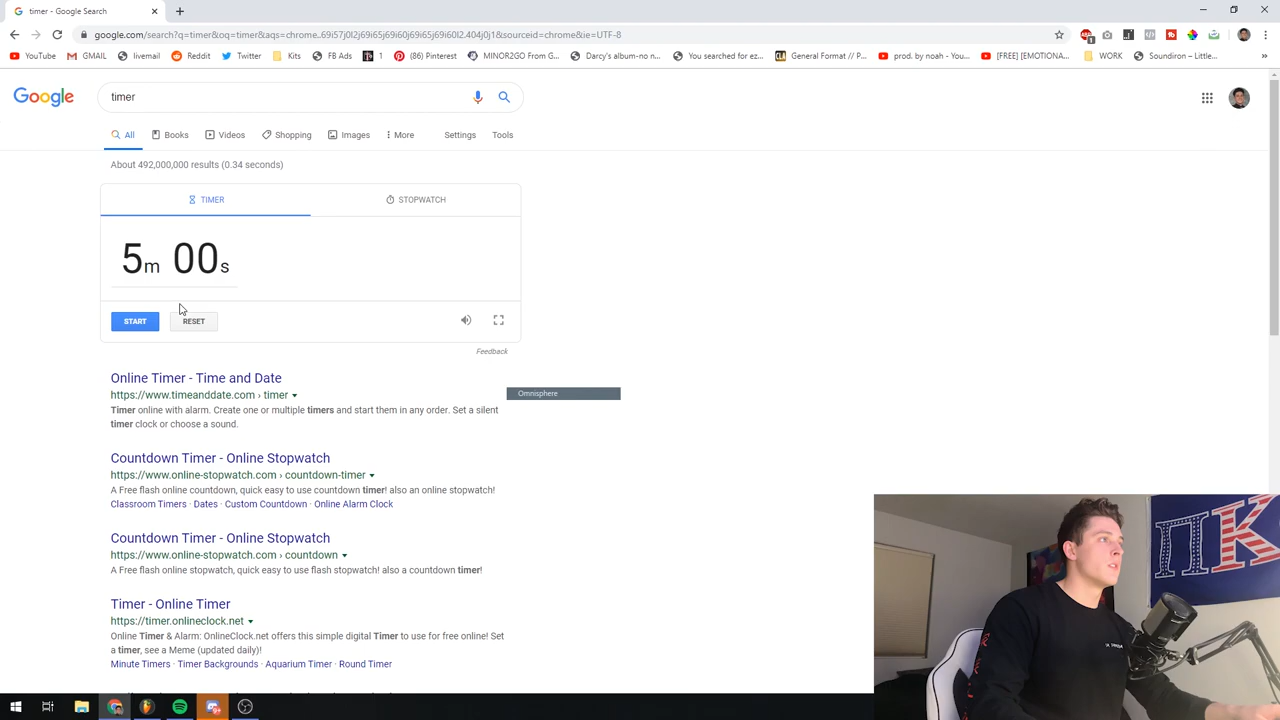 timer - Google Search
google.com/search?q=timer&oq=timer&aqs=chrome..69i57j0l2j69i65j69i60j69i65j69i60l2.404j0j1&sourceid=chrome&ie=UTF-8
YouTube GMAIL livemail Reddit Twitter Kits FB Ads 1 (86) Pinterest MINOR2GO From G... Darcy's album-no n... You searched for ez... General Format // P... prod. by noah - You... [FREE] [EMOTIONA... WORK Soundiron – Little... »
Google timer
All Books Videos Shopping Images More Settings Tools
About 492,000,000 results (0.34 seconds)
TIMER STOPWATCH
5m 00s
START RESET
Feedback
Online Timer - Time and Date
https://www.timeanddate.com › timer
Omnisphere
Timer online with alarm. Create one or multiple timers and start them in any order. Set a silent
timer clock or choose a sound.
Countdown Timer - Online Stopwatch
https://www.online-stopwatch.com › countdown-timer
A Free flash online countdown, quick easy to use countdown timer! also an online stopwatch!
Classroom Timers · Dates · Custom Countdown · Online Alarm Clock
Countdown Timer - Online Stopwatch
https://www.online-stopwatch.com › countdown
A Free flash online stopwatch, quick easy to use flash stopwatch! also a countdown timer!
Timer - Online Timer
https://timer.onlineclock.net
Online Timer & Alarm: OnlineClock.net offers this simple digital Timer to use for free online! Set
a timer, see a Meme (updated daily)!
Minute Timers · Timer Backgrounds · Aquarium Timer · Round Timer
ΠΚ